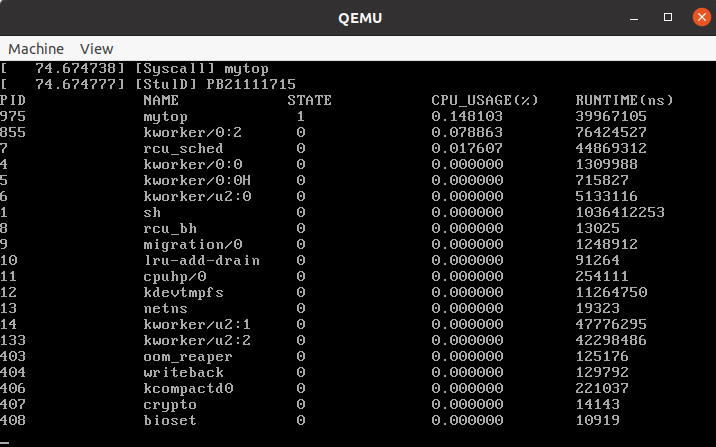 QEMU
Machine View
[   74.674738] [Syscall] mytop
[   74.674777] [StuID] PB21111715
PID NAME STATE CPU_USAGE(%) RUNTIME(ns)
975 mytop 1 0.148103 39967105
855 kworker/0:2 0 0.078863 76424527
7 rcu_sched 0 0.017607 44869312
4 kworker/0:0 0 0.000000 1309988
5 kworker/0:0H 0 0.000000 715827
6 kworker/u2:0 0 0.000000 5133116
1 sh 0 0.000000 1036412253
8 rcu_bh 0 0.000000 13025
9 migration/0 0 0.000000 1248912
10 lru-add-drain 0 0.000000 91264
11 cpuhp/0 0 0.000000 254111
12 kdevtmpfs 0 0.000000 11264750
13 netns 0 0.000000 19323
14 kworker/u2:1 0 0.000000 47776295
133 kworker/u2:2 0 0.000000 42298486
403 oom_reaper 0 0.000000 125176
404 writeback 0 0.000000 129792
406 kcompactd0 0 0.000000 221037
407 crypto 0 0.000000 14143
408 bioset 0 0.000000 10919